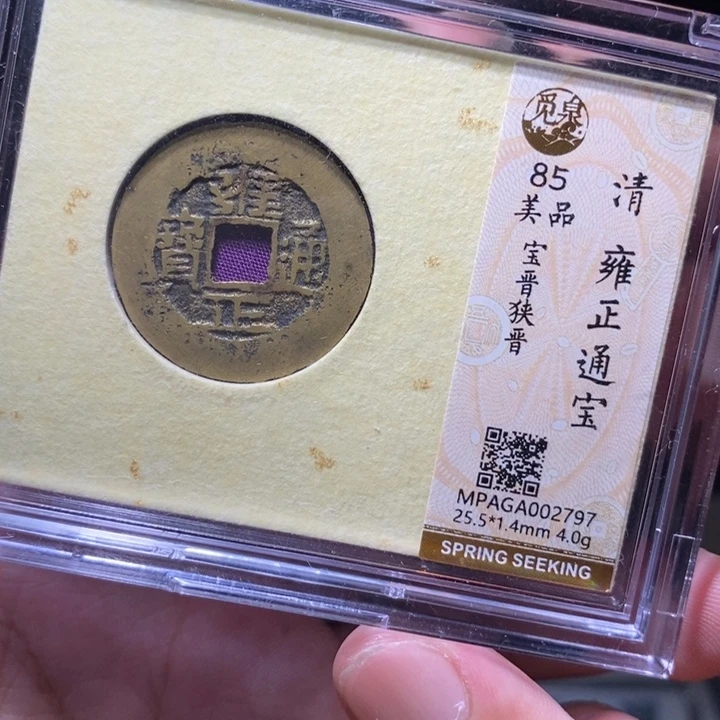 雍正通寳
觅泉
85
美品
宝晋狭晋
清 雍正通宝
MPAGA002797
25.5*1.4mm 4.0g
SPRING SEEKING